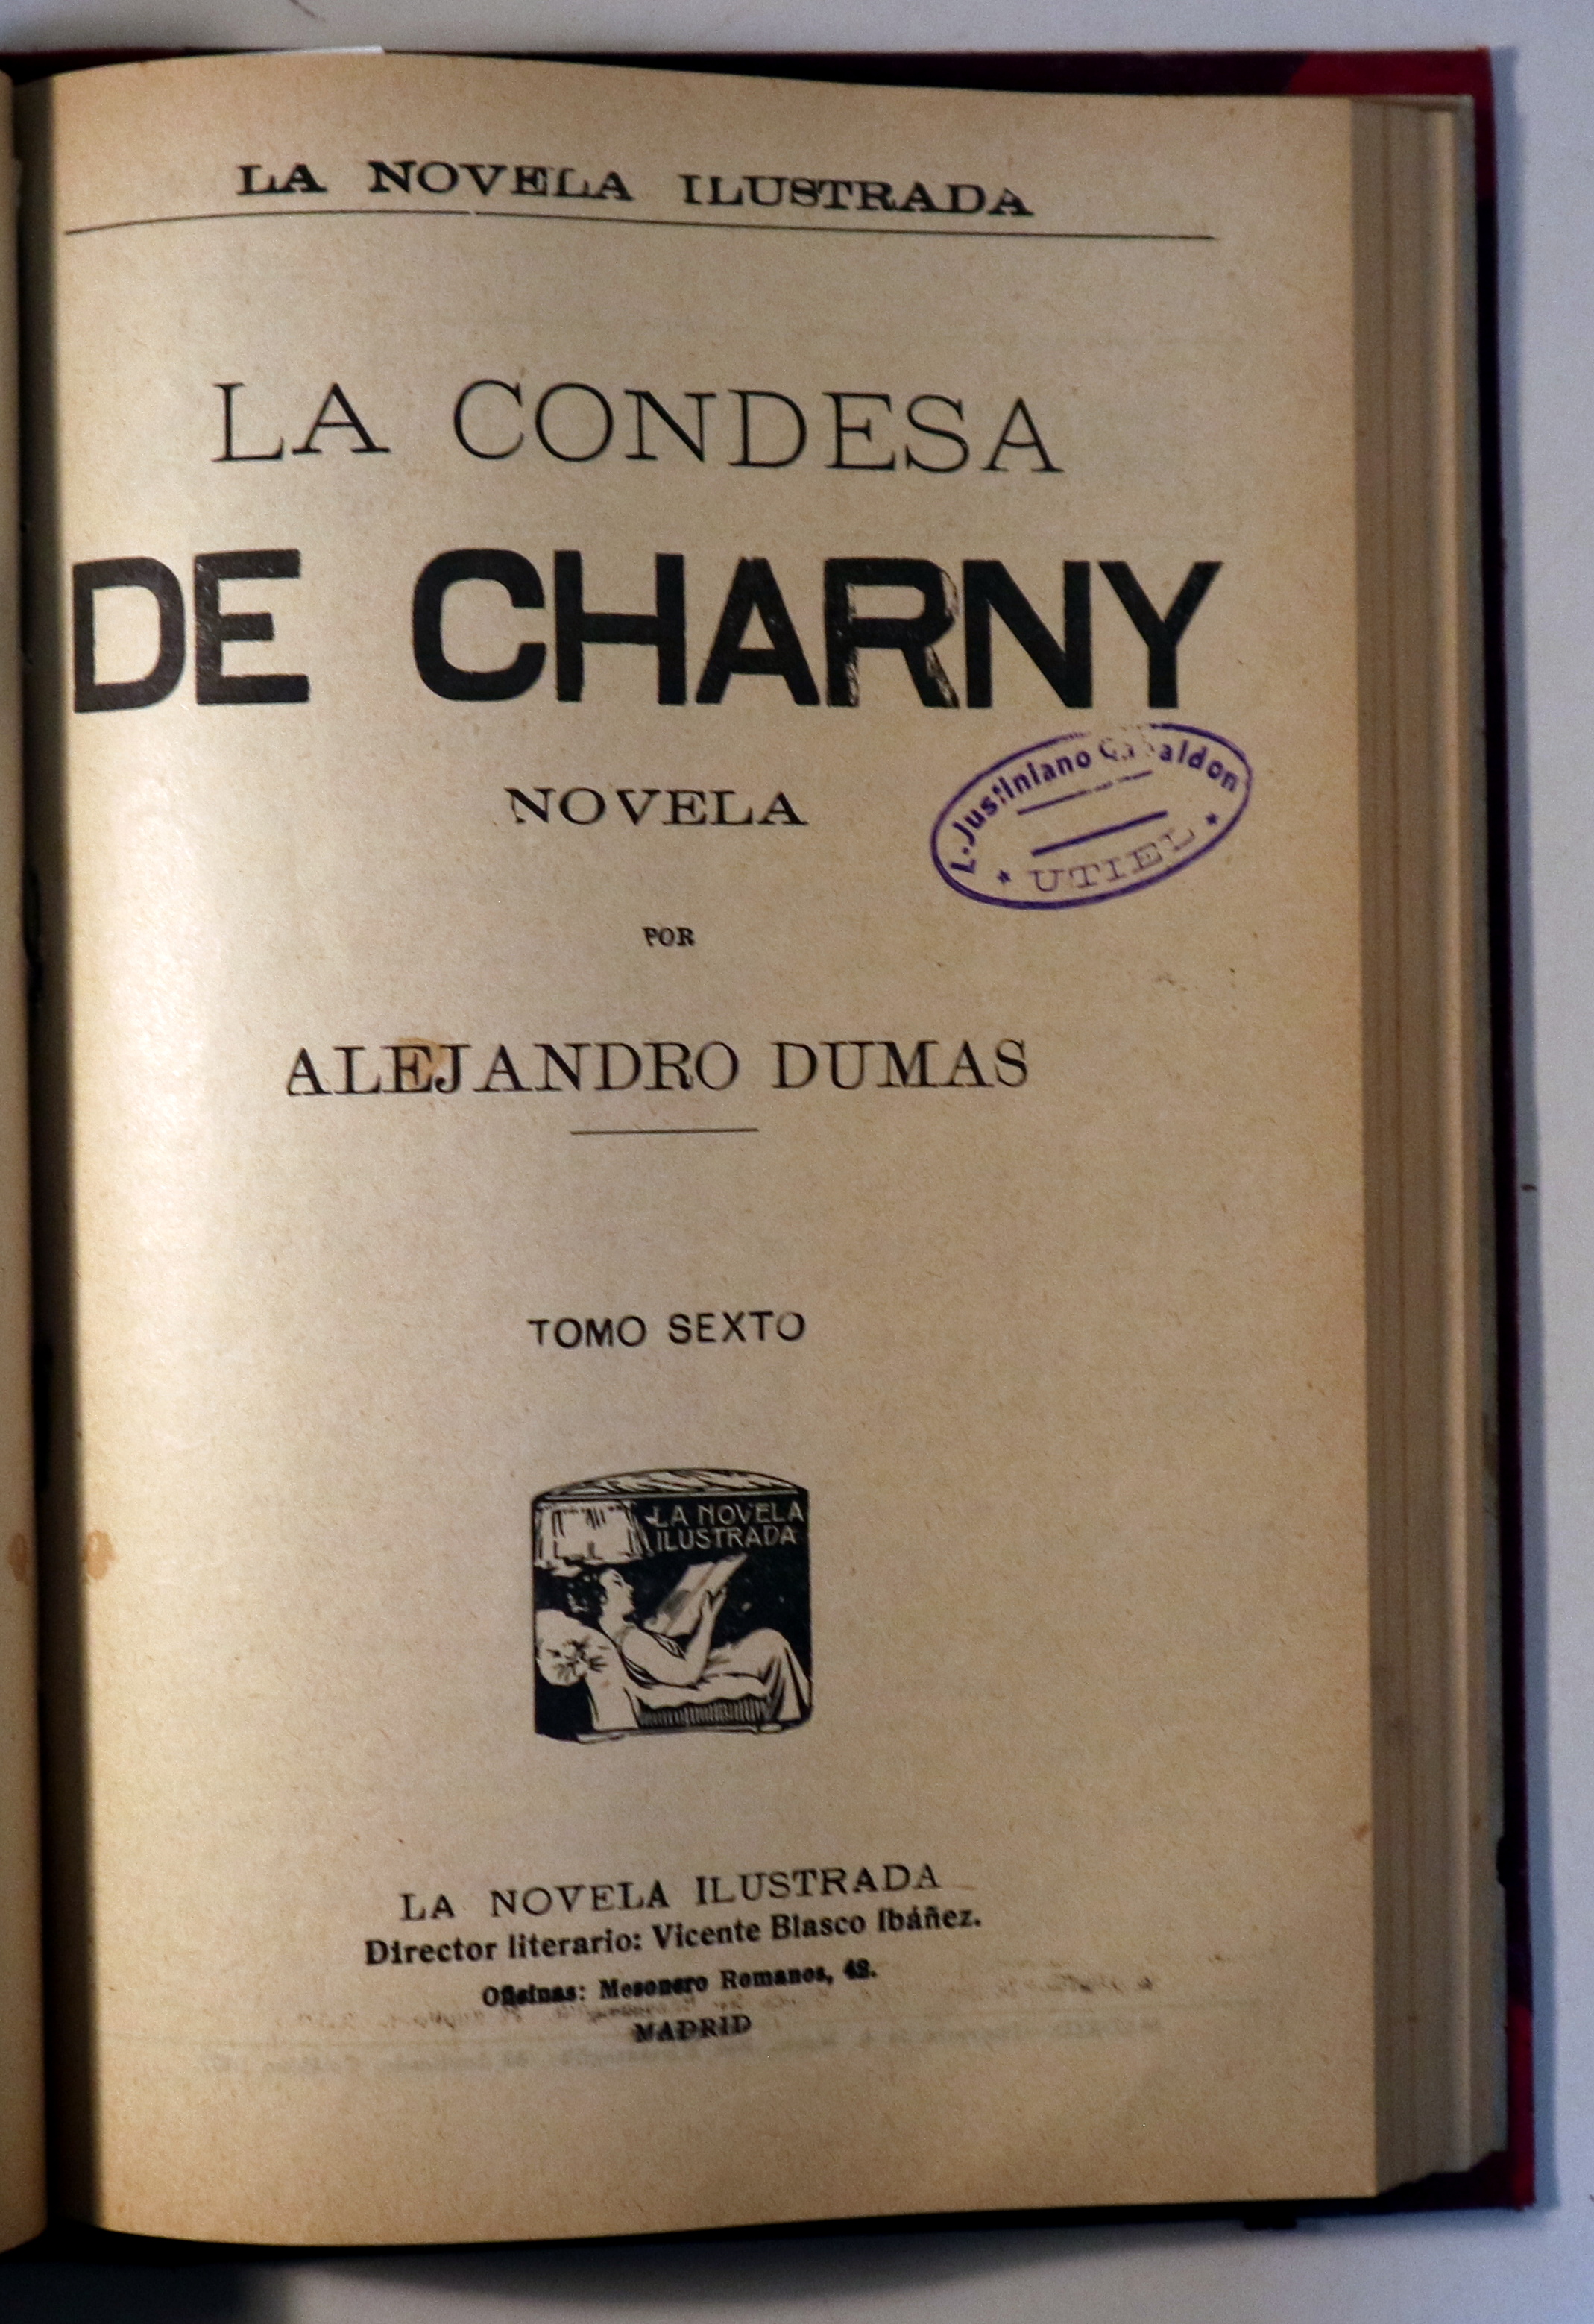 LA NOVELA ILUSTRADA
LA CONDESA
DE CHARNY
NOVELA
L. Justiniano
UTIEL
POR
ALEJANDRO DUMAS
TOMO SEXTO
LA NOVELA
ILUSTRADA
LA NOVELA ILUSTRADA
Director literario: Vicente Blasco Ibáñez.
Oficinas: Mesonero Romanos, 42.
MADRID